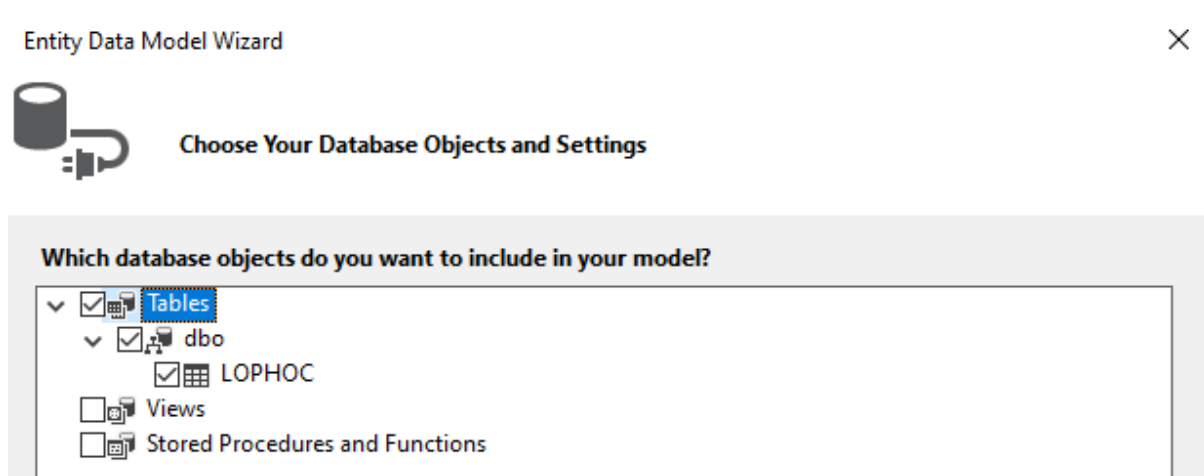 Entity Data Model Wizard
Choose Your Database Objects and Settings
Which database objects do you want to include in your model?
Tables
dbo
LOPHOC
Views
Stored Procedures and Functions